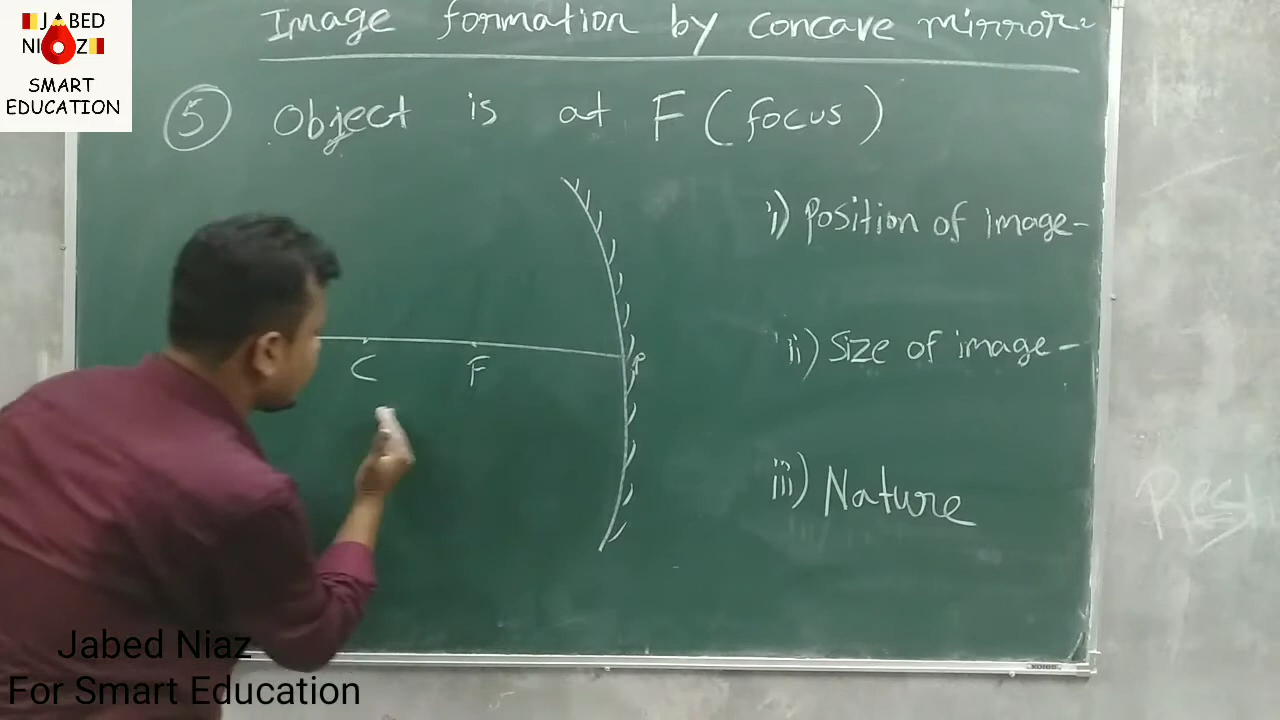 JABED
NIAZ
SMART
EDUCATION
Image formation by concave mirror
5 Object is at F (focus)
i) Position of image-
C F P
ii) Size of image-
iii) Nature
Jabed Niaz
For Smart Education